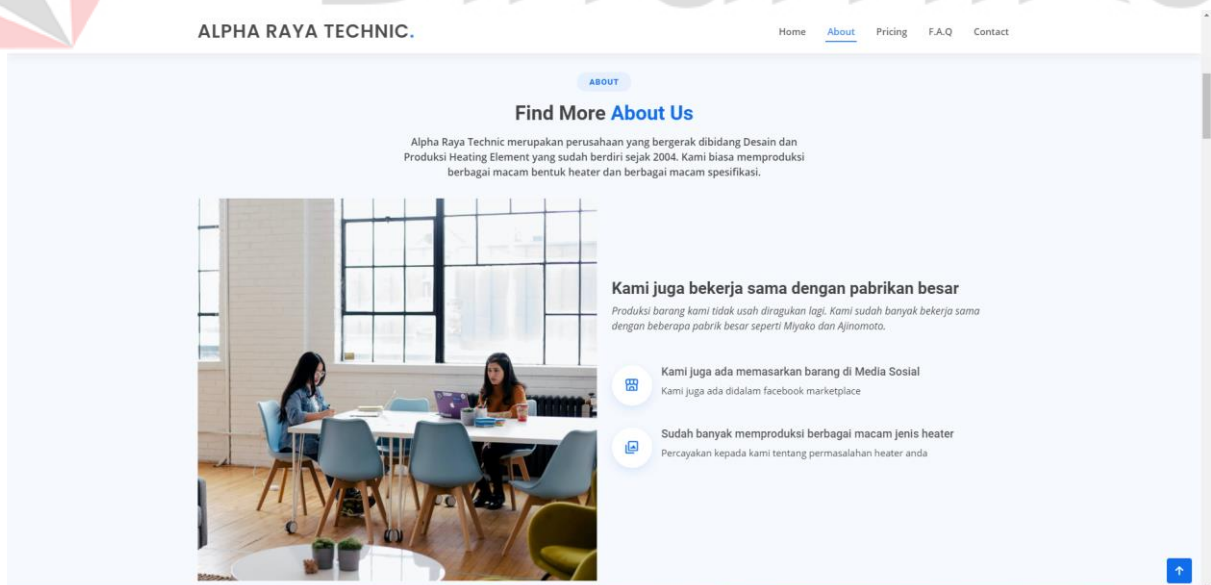 ALPHA RAYA TECHNIC.
Home About Pricing F.A.Q Contact
ABOUT
Find More About Us
Alpha Raya Technic merupakan perusahaan yang bergerak dibidang Desain dan
Produksi Heating Element yang sudah berdiri sejak 2004. Kami biasa memproduksi
berbagai macam bentuk heater dan berbagai macam spesifikasi.
Kami juga bekerja sama dengan pabrikan besar
Produksi barang kami tidak usah diragukan lagi. Kami sudah banyak bekerja sama
dengan beberapa pabrik besar seperti Miyako dan Ajinomoto.
Kami juga ada memasarkan barang di Media Sosial
Kami juga ada didalam facebook marketplace
Sudah banyak memproduksi berbagai macam jenis heater
Percayakan kepada kami tentang permasalahan heater anda